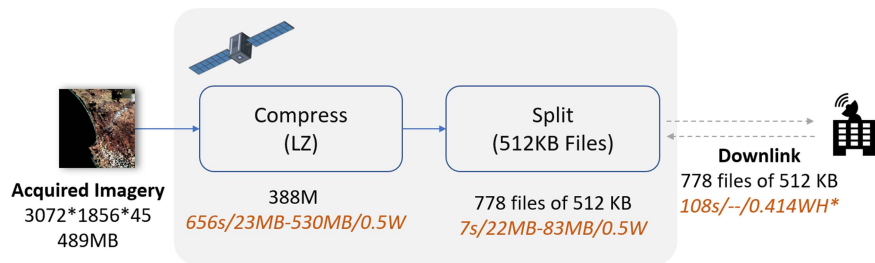 Compress
(LZ)
Split
(512KB Files)
Acquired Imagery
3072*1856*45
489MB
388M
656s/23MB-530MB/0.5W
778 files of 512 KB
7s/22MB-83MB/0.5W
Downlink
778 files of 512 KB
108s/--/0.414WH*